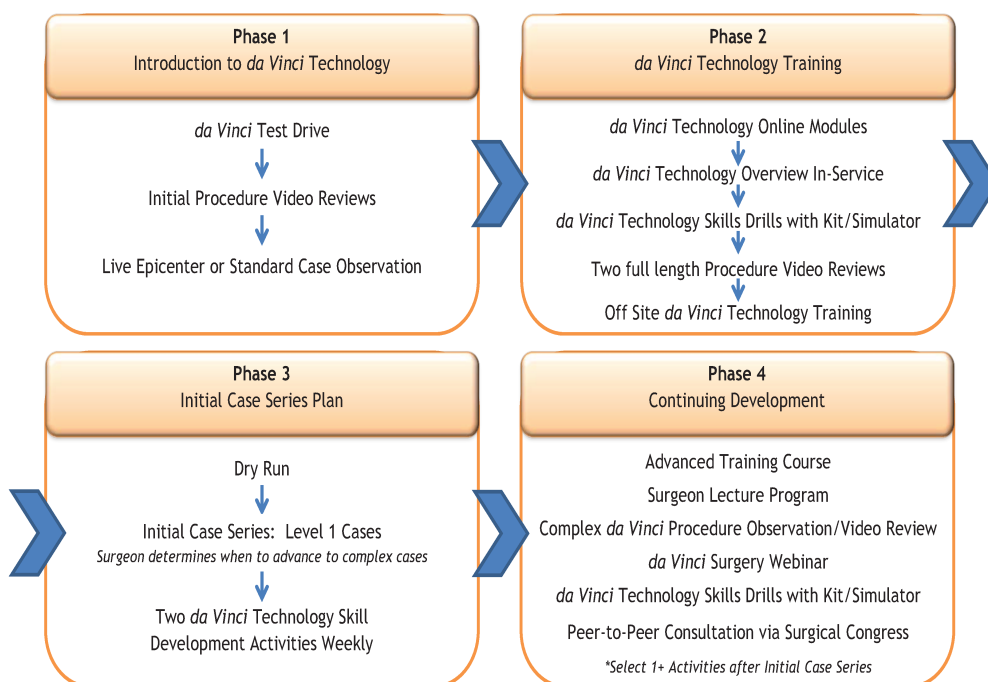 Phase 1
Introduction to da Vinci Technology
da Vinci Test Drive
Initial Procedure Video Reviews
Live Epicenter or Standard Case Observation
Phase 2
da Vinci Technology Training
da Vinci Technology Online Modules
da Vinci Technology Overview In-Service
da Vinci Technology Skills Drills with Kit/Simulator
Two full length Procedure Video Reviews
Off Site da Vinci Technology Training
Phase 3
Initial Case Series Plan
Dry Run
Initial Case Series: Level 1 Cases
Surgeon determines when to advance to complex cases
Two da Vinci Technology Skill
Development Activities Weekly
Phase 4
Continuing Development
Advanced Training Course
Surgeon Lecture Program
Complex da Vinci Procedure Observation/Video Review
da Vinci Surgery Webinar
da Vinci Technology Skills Drills with Kit/Simulator
Peer-to-Peer Consultation via Surgical Congress
*Select 1+ Activities after Initial Case Series